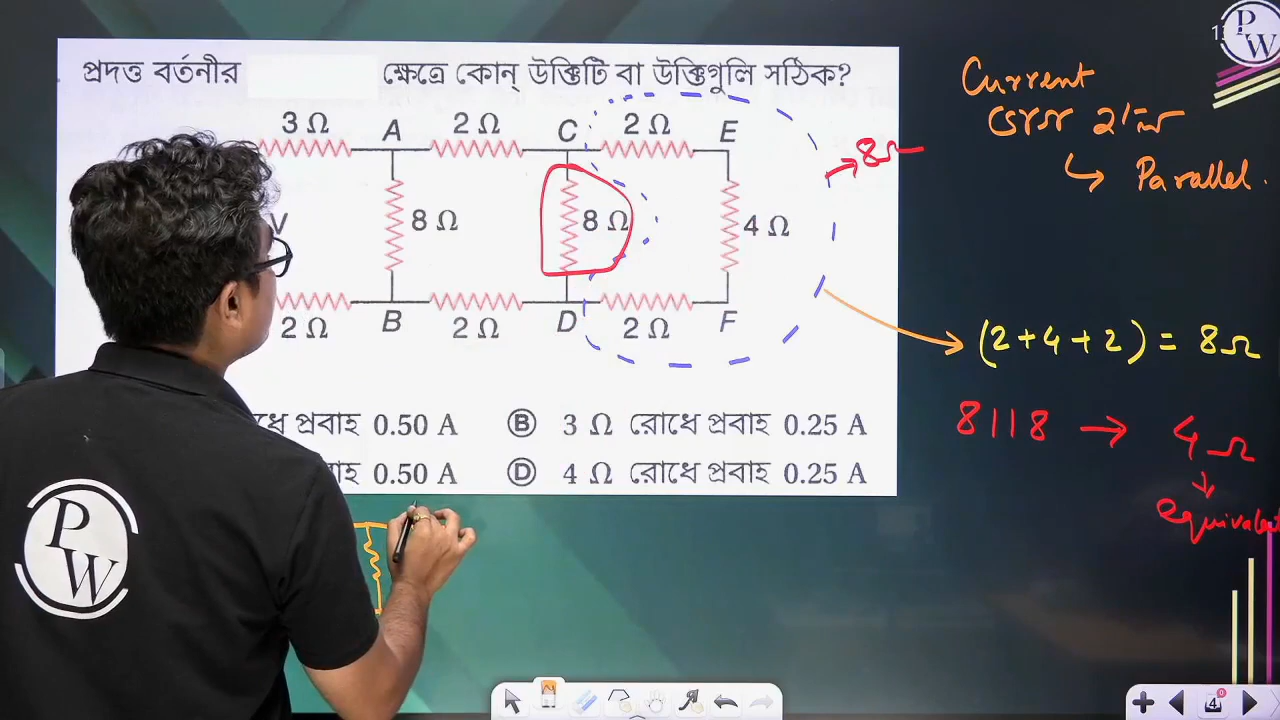 প্রদত্ত বর্তনীর ক্ষেত্রে কোন্ উক্তিটি বা উক্তিগুলি সঠিক?
3 Ω A 2 Ω C 2 Ω E
V 8 Ω 8 Ω 4 Ω
2 Ω B 2 Ω D 2 Ω F
প্রবাহ 0.50 A B 3 Ω রোধে প্রবাহ 0.25 A
0.50 A D 4 Ω রোধে প্রবাহ 0.25 A
8Ω
Current
Parallel.
(2+4+2) = 8Ω
8||8 → 4Ω
P
W
P
W
4